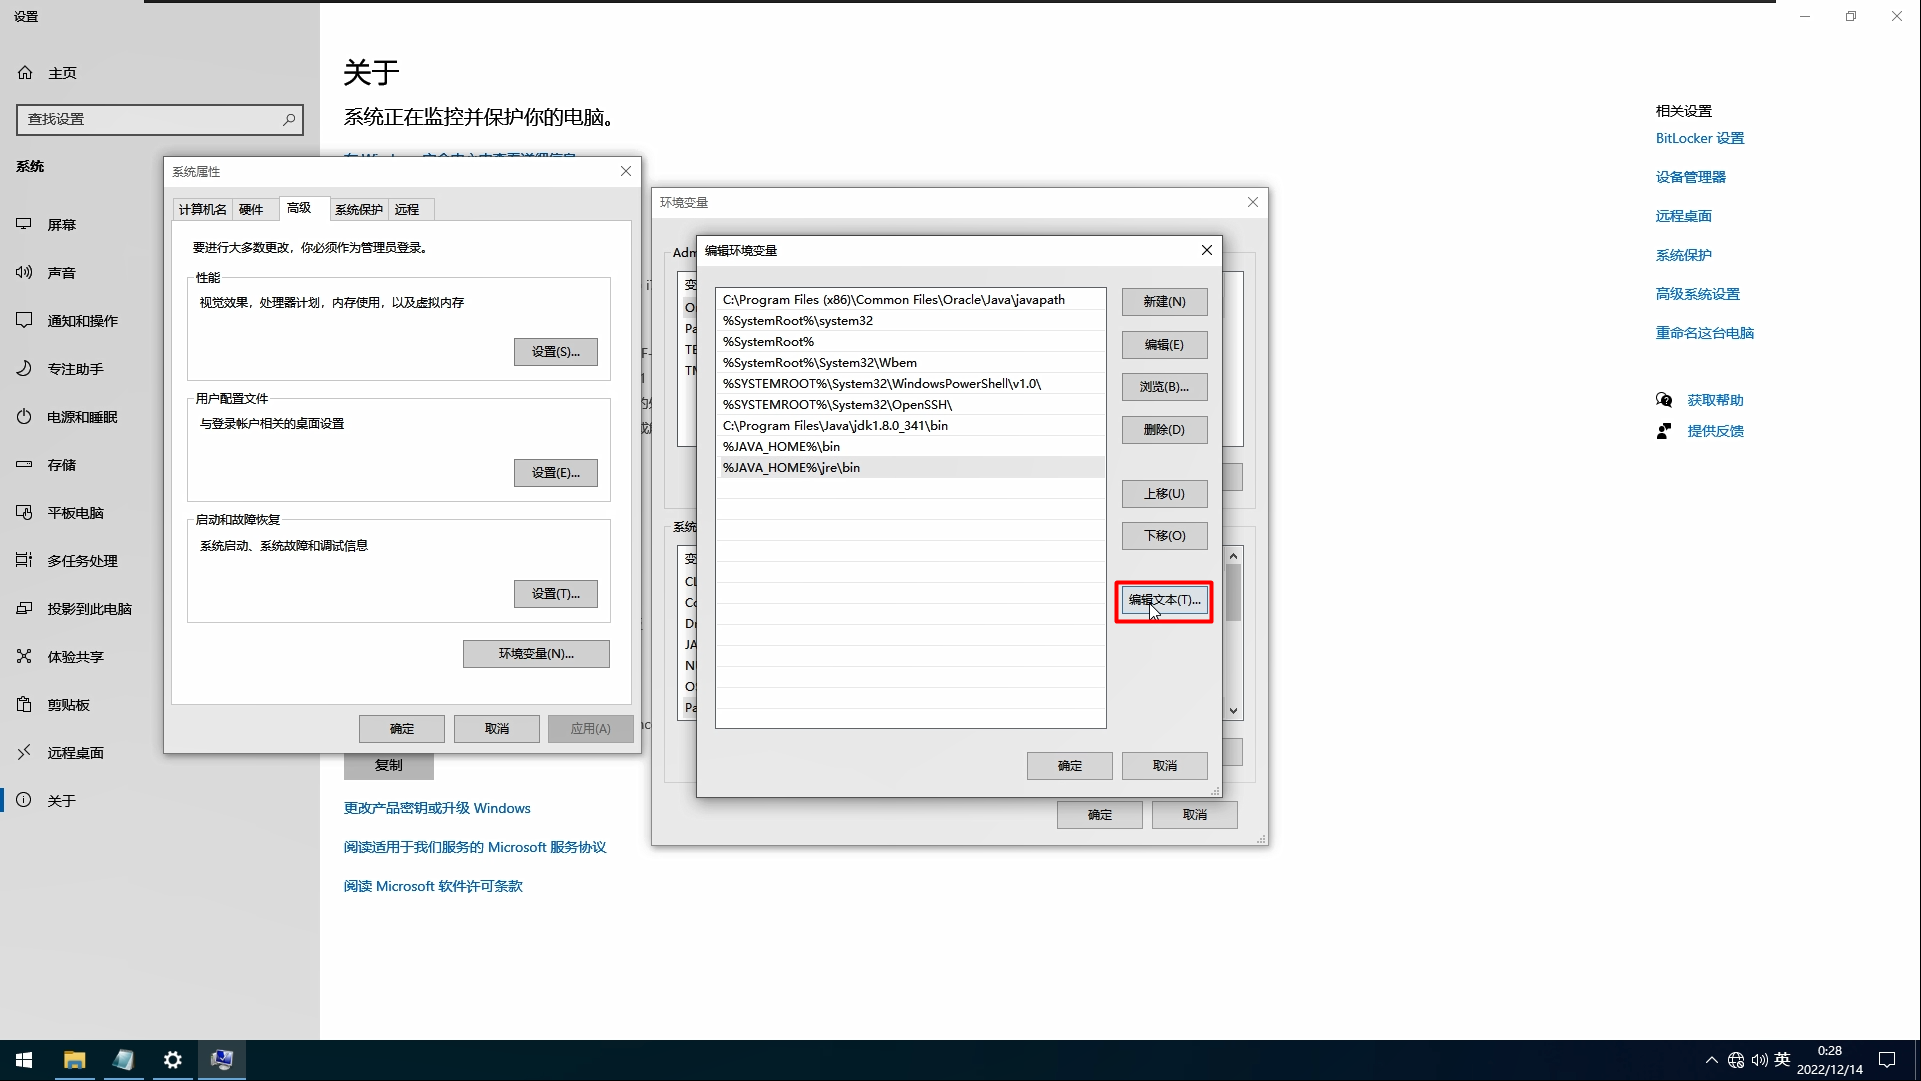 设置
主页
查找设置
系统
屏幕
声音
通知和操作
专注助手
电源和睡眠
存储
平板电脑
多任务处理
投影到此电脑
体验共享
剪贴板
远程桌面
关于
关于
系统正在监控并保护你的电脑。
系统属性
计算机名 硬件 高级 系统保护 远程
要进行大多数更改，你必须作为管理员登录。
性能
视觉效果，处理器计划，内存使用，以及虚拟内存
设置(S)...
用户配置文件
与登录帐户相关的桌面设置
设置(E)...
启动和故障恢复
系统启动、系统故障和调试信息
设置(T)...
环境变量(N)...
确定 取消 应用(A)
复制
更改产品密钥或升级 Windows
阅读适用于我们服务的 Microsoft 服务协议
阅读 Microsoft 软件许可条款
环境变量
编辑环境变量
C:\Program Files (x86)\Common Files\Oracle\Java\javapath
%SystemRoot%\system32
%SystemRoot%
%SystemRoot%\System32\Wbem
%SYSTEMROOT%\System32\WindowsPowerShell\v1.0\
%SYSTEMROOT%\System32\OpenSSH\
C:\Program Files\Java\jdk1.8.0_341\bin
%JAVA_HOME%\bin
%JAVA_HOME%\jre\bin
新建(N)
编辑(E)
浏览(B)...
删除(D)
上移(U)
下移(O)
编辑文本(T)...
确定 取消
确定 取消
相关设置
BitLocker 设置
设备管理器
远程桌面
系统保护
高级系统设置
重命名这台电脑
获取帮助
提供反馈
英
0:28
2022/12/14